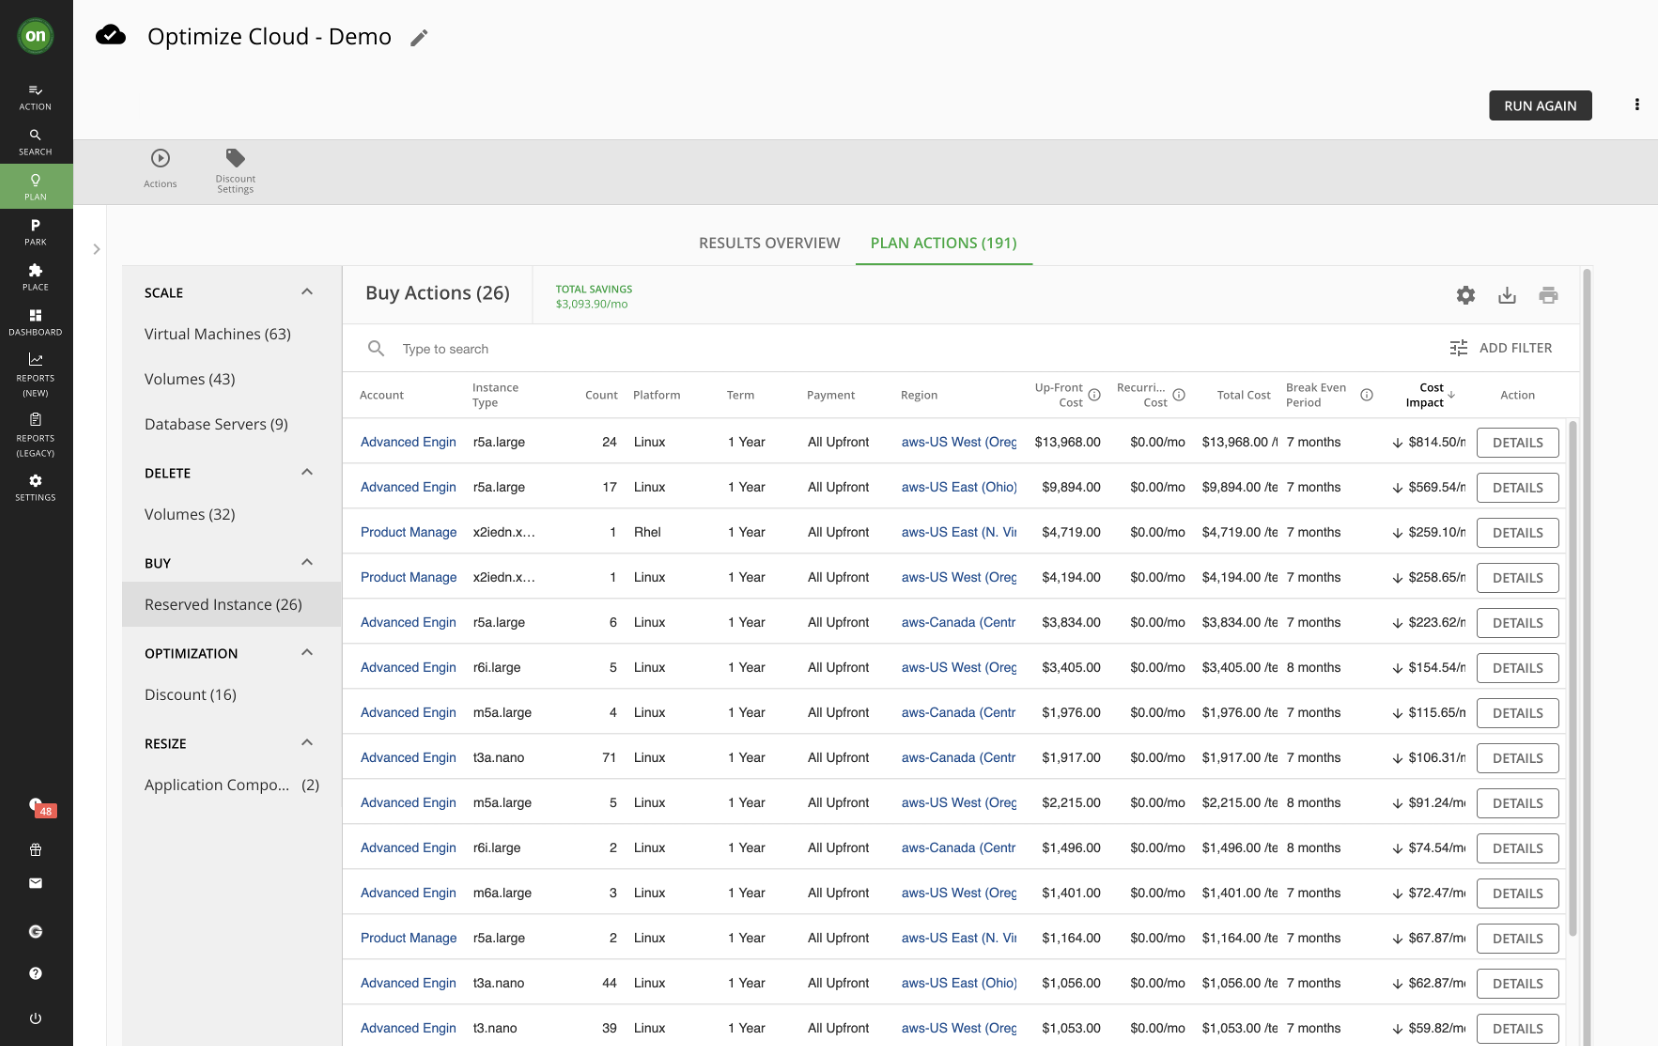 on
Optimize Cloud - Demo
ACTION
SEARCH
PLAN
PARK
PLACE
DASHBOARD
REPORTS
(NEW)
REPORTS
(LEGACY)
SETTINGS
48
RUN AGAIN
Actions
Discount
Settings
RESULTS OVERVIEW
PLAN ACTIONS (191)
SCALE
Virtual Machines (63)
Volumes (43)
Database Servers (9)
DELETE
Volumes (32)
BUY
Reserved Instance (26)
OPTIMIZATION
Discount (16)
RESIZE
Application Compo... (2)
Buy Actions (26)
TOTAL SAVINGS
$3,093.90/mo
Type to search
ADD FILTER
Account Instance Type Count Platform Term Payment Region Up-Front Cost Recurri... Cost Total Cost Break Even Period Cost Impact Action
Advanced Engin r5a.large 24 Linux 1 Year All Upfront aws-US West (Oreg $13,968.00 $0.00/mo $13,968.00 /t 7 months $814.50/m DETAILS
Advanced Engin r5a.large 17 Linux 1 Year All Upfront aws-US East (Ohio) $9,894.00 $0.00/mo $9,894.00 /te 7 months $569.54/m DETAILS
Product Manage x2iedn.x... 1 Rhel 1 Year All Upfront aws-US East (N. Vir $4,719.00 $0.00/mo $4,719.00 /te 7 months $259.10/m DETAILS
Product Manage x2iedn.x... 1 Linux 1 Year All Upfront aws-US West (Oreg $4,194.00 $0.00/mo $4,194.00 /te 7 months $258.65/m DETAILS
Advanced Engin r5a.large 6 Linux 1 Year All Upfront aws-Canada (Centr $3,834.00 $0.00/mo $3,834.00 /te 7 months $223.62/m DETAILS
Advanced Engin r6i.large 5 Linux 1 Year All Upfront aws-US West (Oreg $3,405.00 $0.00/mo $3,405.00 /te 8 months $154.54/m DETAILS
Advanced Engin m5a.large 4 Linux 1 Year All Upfront aws-Canada (Centr $1,976.00 $0.00/mo $1,976.00 /te 7 months $115.65/m DETAILS
Advanced Engin t3a.nano 71 Linux 1 Year All Upfront aws-Canada (Centr $1,917.00 $0.00/mo $1,917.00 /te 7 months $106.31/m DETAILS
Advanced Engin m5a.large 5 Linux 1 Year All Upfront aws-US West (Oreg $2,215.00 $0.00/mo $2,215.00 /te 8 months $91.24/mo DETAILS
Advanced Engin r6i.large 2 Linux 1 Year All Upfront aws-Canada (Centr $1,496.00 $0.00/mo $1,496.00 /te 8 months $74.54/mo DETAILS
Advanced Engin m6a.large 3 Linux 1 Year All Upfront aws-US West (Oreg $1,401.00 $0.00/mo $1,401.00 /te 7 months $72.47/mo DETAILS
Product Manage r5a.large 2 Linux 1 Year All Upfront aws-US East (N. Vir $1,164.00 $0.00/mo $1,164.00 /te 7 months $67.87/mo DETAILS
Advanced Engin t3a.nano 44 Linux 1 Year All Upfront aws-US East (Ohio) $1,056.00 $0.00/mo $1,056.00 /te 7 months $62.87/mo DETAILS
Advanced Engin t3.nano 39 Linux 1 Year All Upfront aws-US West (Oreg $1,053.00 $0.00/mo $1,053.00 /te 7 months $59.82/mo DETAILS